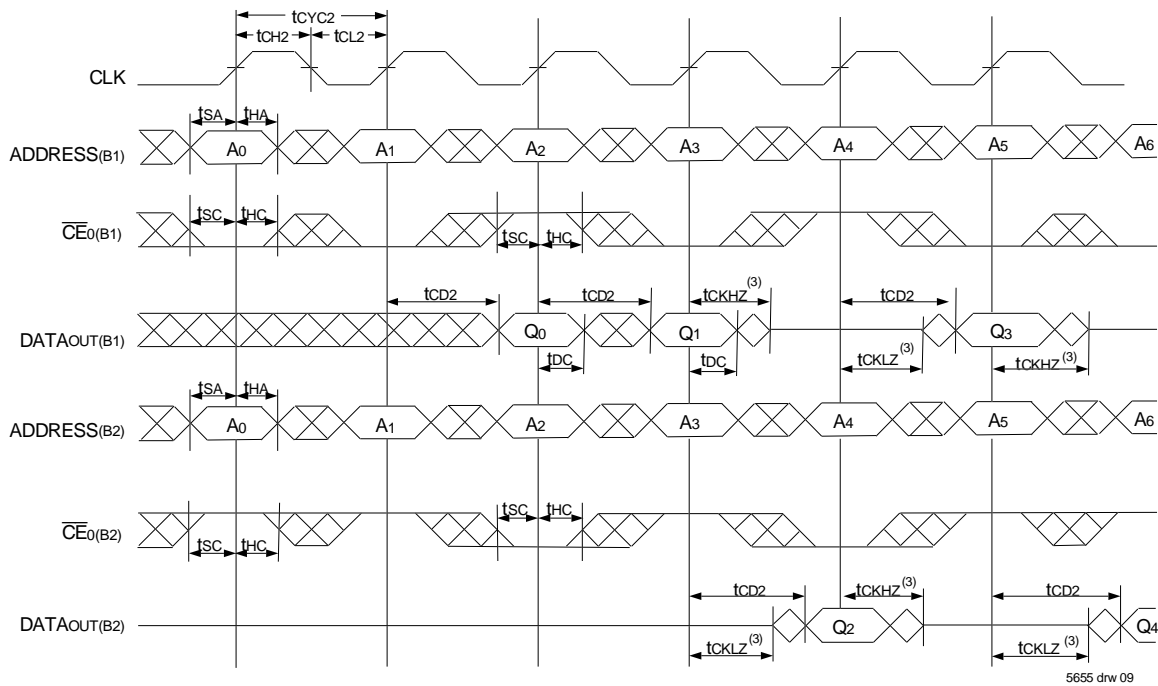 tCYC2
tCH2 tCL2
CLK
tSA tHA
ADDRESS(B1) A0 A1 A2 A3 A4 A5 A6
tSC tHC
CE0(B1)
tSC tHC
tCD2 tCD2 tCKHZ(3) tCD2
DATAOUT(B1) Q0 Q1 Q3
tDC tDC tCKLZ(3) tCKHZ(3)
tSA tHA
ADDRESS(B2) A0 A1 A2 A3 A4 A5 A6
tSC tHC
CE0(B2)
tSC tHC
tCD2 tCKHZ(3) tCD2
DATAOUT(B2) Q2 Q4
tCKLZ(3) tCKLZ(3)
5655 drw 09